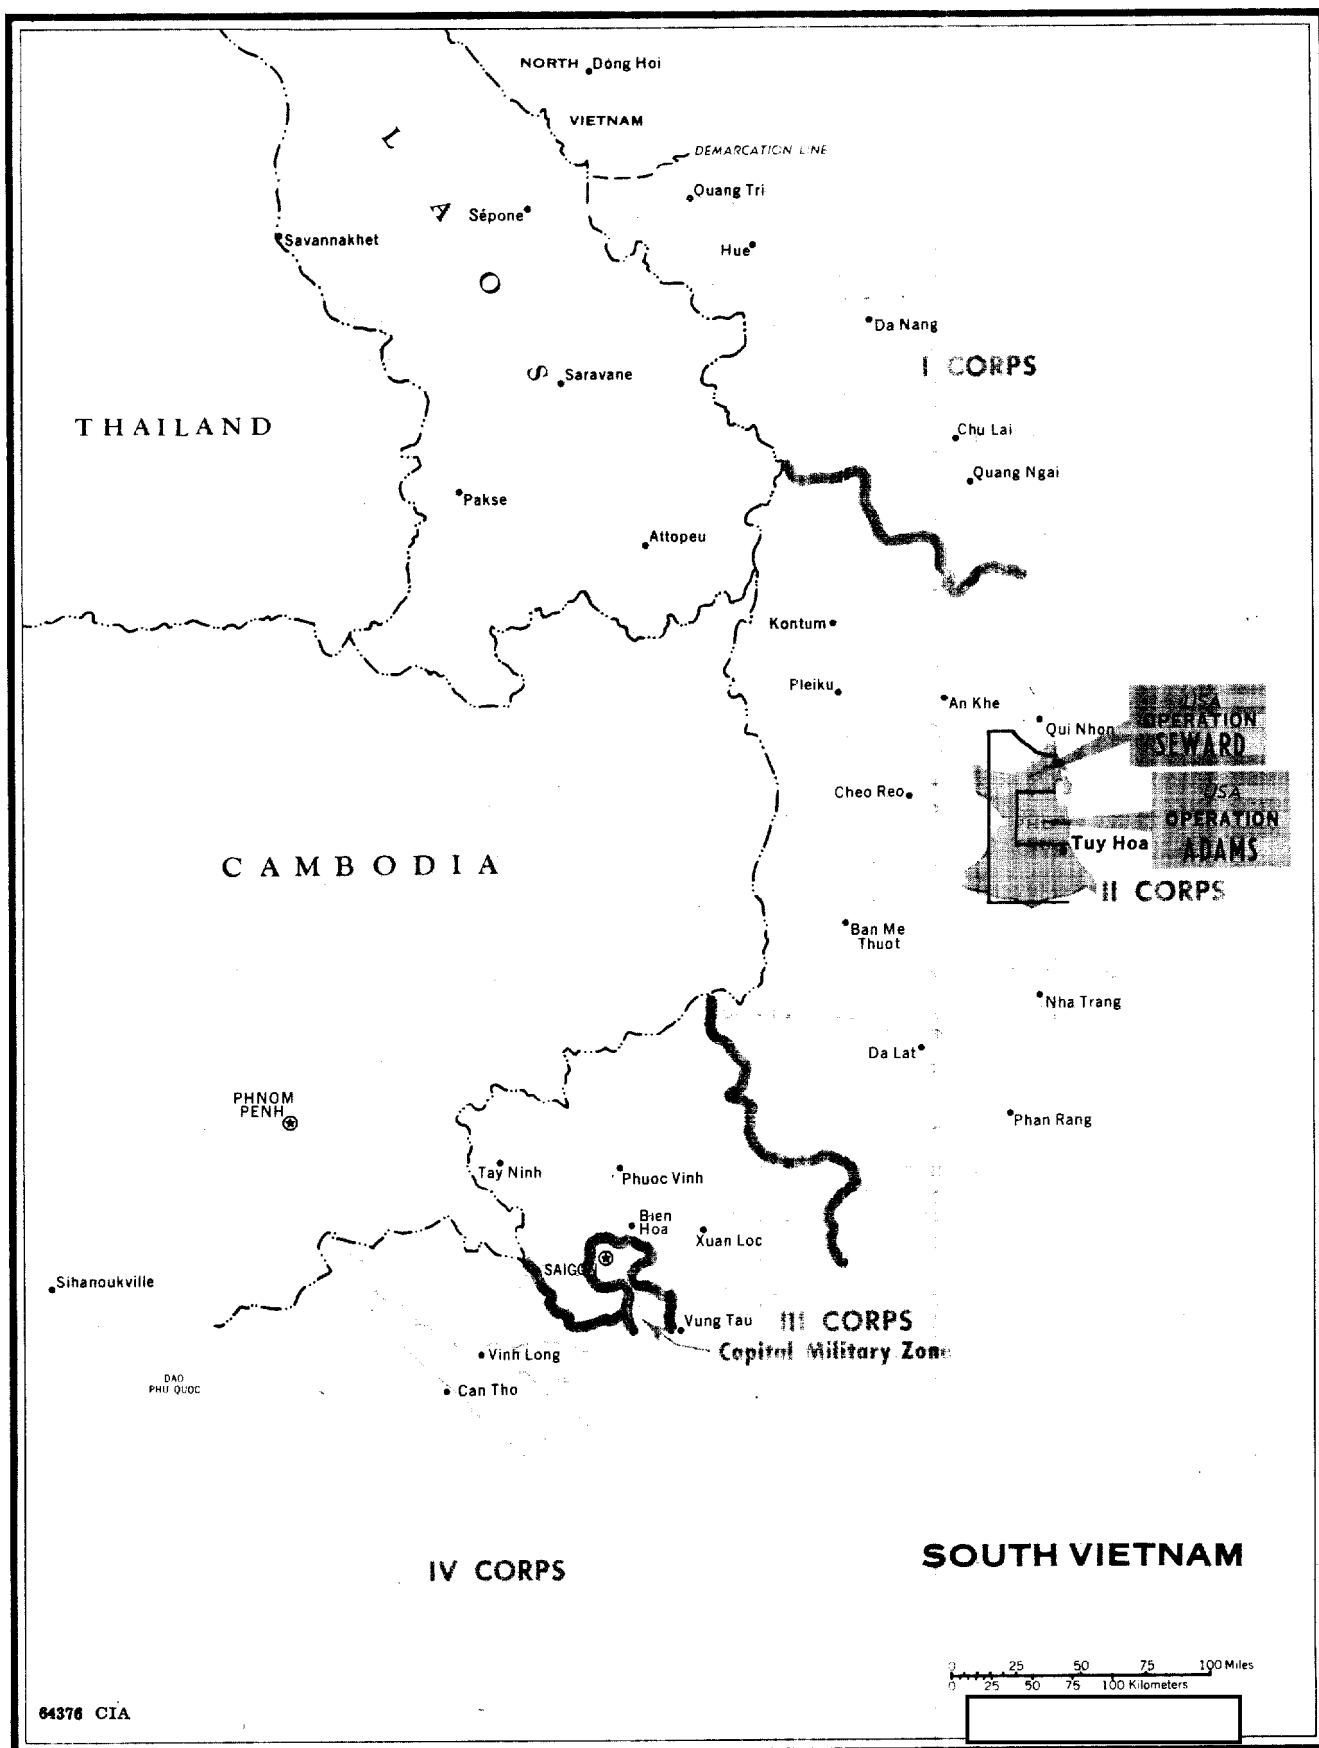 NORTH Dong Hoi
VIETNAM
DEMARCATION LINE
L
A
O
S
Quang Tri
Sépone
Savannakhet
Hue
Da Nang
I CORPS
Saravane
THAILAND
Chu Lai
Quang Ngai
Pakse
Attopeu
Kontum
Pleiku
An Khe
Qui Nhon
USA
OPERATION
SEWARD
Cheo Reo
USA
OPERATION
ADAMS
Tuy Hoa
CAMBODIA
II CORPS
Ban Me
Thuot
Nha Trang
Da Lat
PHNOM
PENH
Phan Rang
Tay Ninh
Phuoc Vinh
Bien
Hoa
Xuan Loc
SAIGON
Sihanoukville
Vung Tau
III CORPS
Capital Military Zone
Vinh Long
DAO
PHU QUOC
Can Tho
SOUTH VIETNAM
IV CORPS
0 25 50 75 100 Miles
0 25 50 75 100 Kilometers
64376 CIA